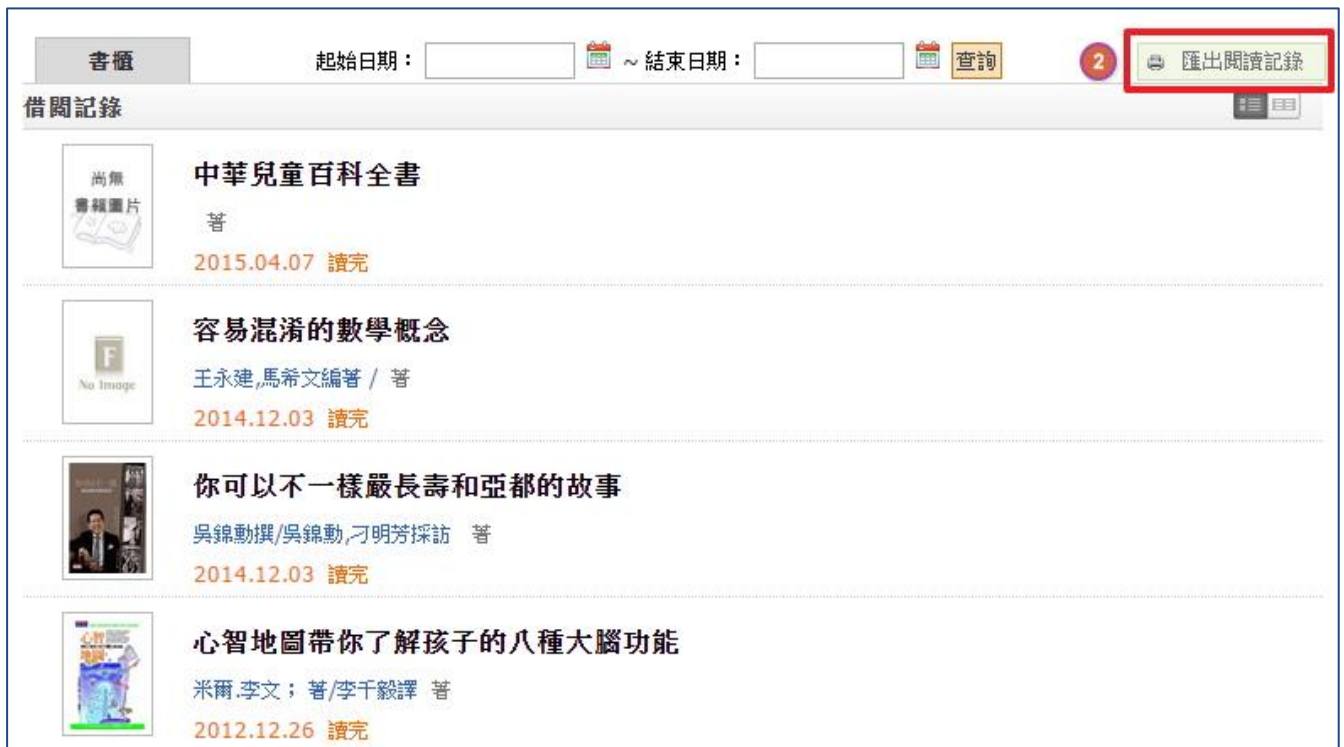 書櫃 起始日期： ~ 結束日期： 查詢 2 匯出閱讀記錄
借閱記錄
尚無
書籍圖片
中華兒童百科全書
著
2015.04.07 讀完
F
No Image
容易混淆的數學概念
王永建,馬希文編著 / 著
2014.12.03 讀完
你可以不一樣嚴長壽和亞都的故事
吳錦勳撰/吳錦勳,刁明芳採訪 著
2014.12.03 讀完
心智
地圖
心智地圖帶你了解孩子的八種大腦功能
米爾.李文； 著/李千毅譯 著
2012.12.26 讀完